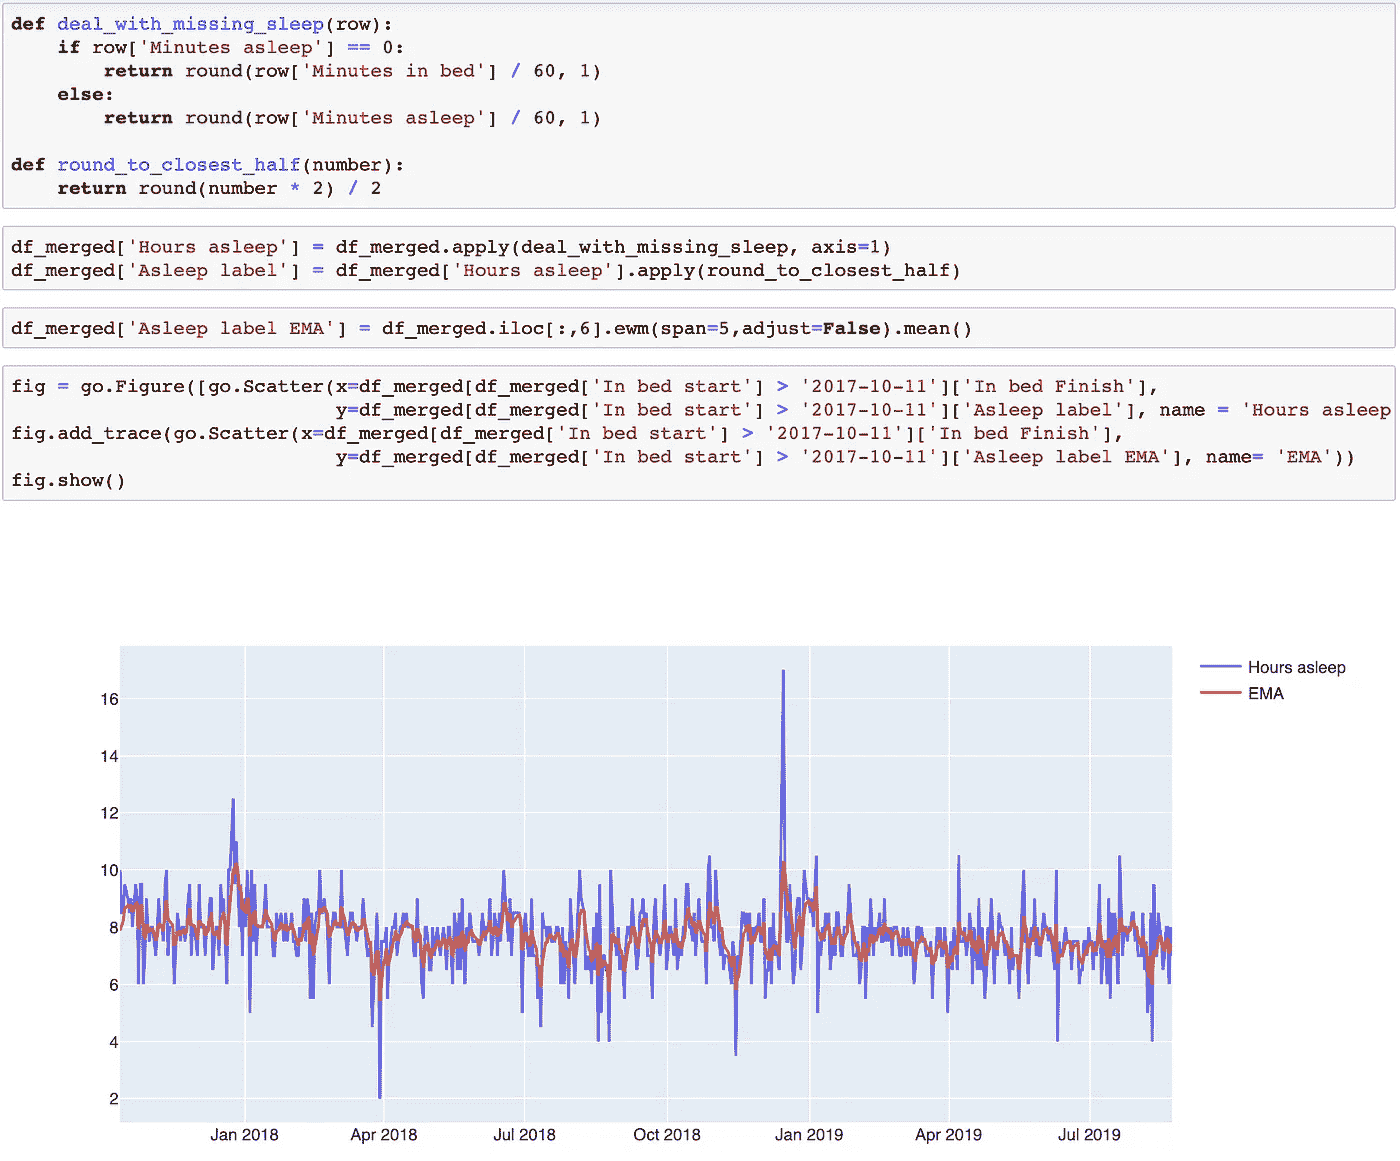 def deal_with_missing_sleep(row):
    if row['Minutes asleep'] == 0:
        return round(row['Minutes in bed'] / 60, 1)
    else:
        return round(row['Minutes asleep'] / 60, 1)
def round_to_closest_half(number):
    return round(number * 2) / 2
df_merged['Hours asleep'] = df_merged.apply(deal_with_missing_sleep, axis=1)
df_merged['Asleep label'] = df_merged['Hours asleep'].apply(round_to_closest_half)
df_merged['Asleep label EMA'] = df_merged.iloc[:,6].ewm(span=5,adjust=False).mean()
fig = go.Figure([go.Scatter(x=df_merged[df_merged['In bed start'] > '2017-10-11']['In bed Finish'],
                            y=df_merged[df_merged['In bed start'] > '2017-10-11']['Asleep label'], name = 'Hours asleep
fig.add_trace(go.Scatter(x=df_merged[df_merged['In bed start'] > '2017-10-11']['In bed Finish'],
                            y=df_merged[df_merged['In bed start'] > '2017-10-11']['Asleep label EMA'], name= 'EMA'))
fig.show()
Hours asleep
EMA
16
14
12
10
8
6
4
2
Jan 2018
Apr 2018
Jul 2018
Oct 2018
Jan 2019
Apr 2019
Jul 2019